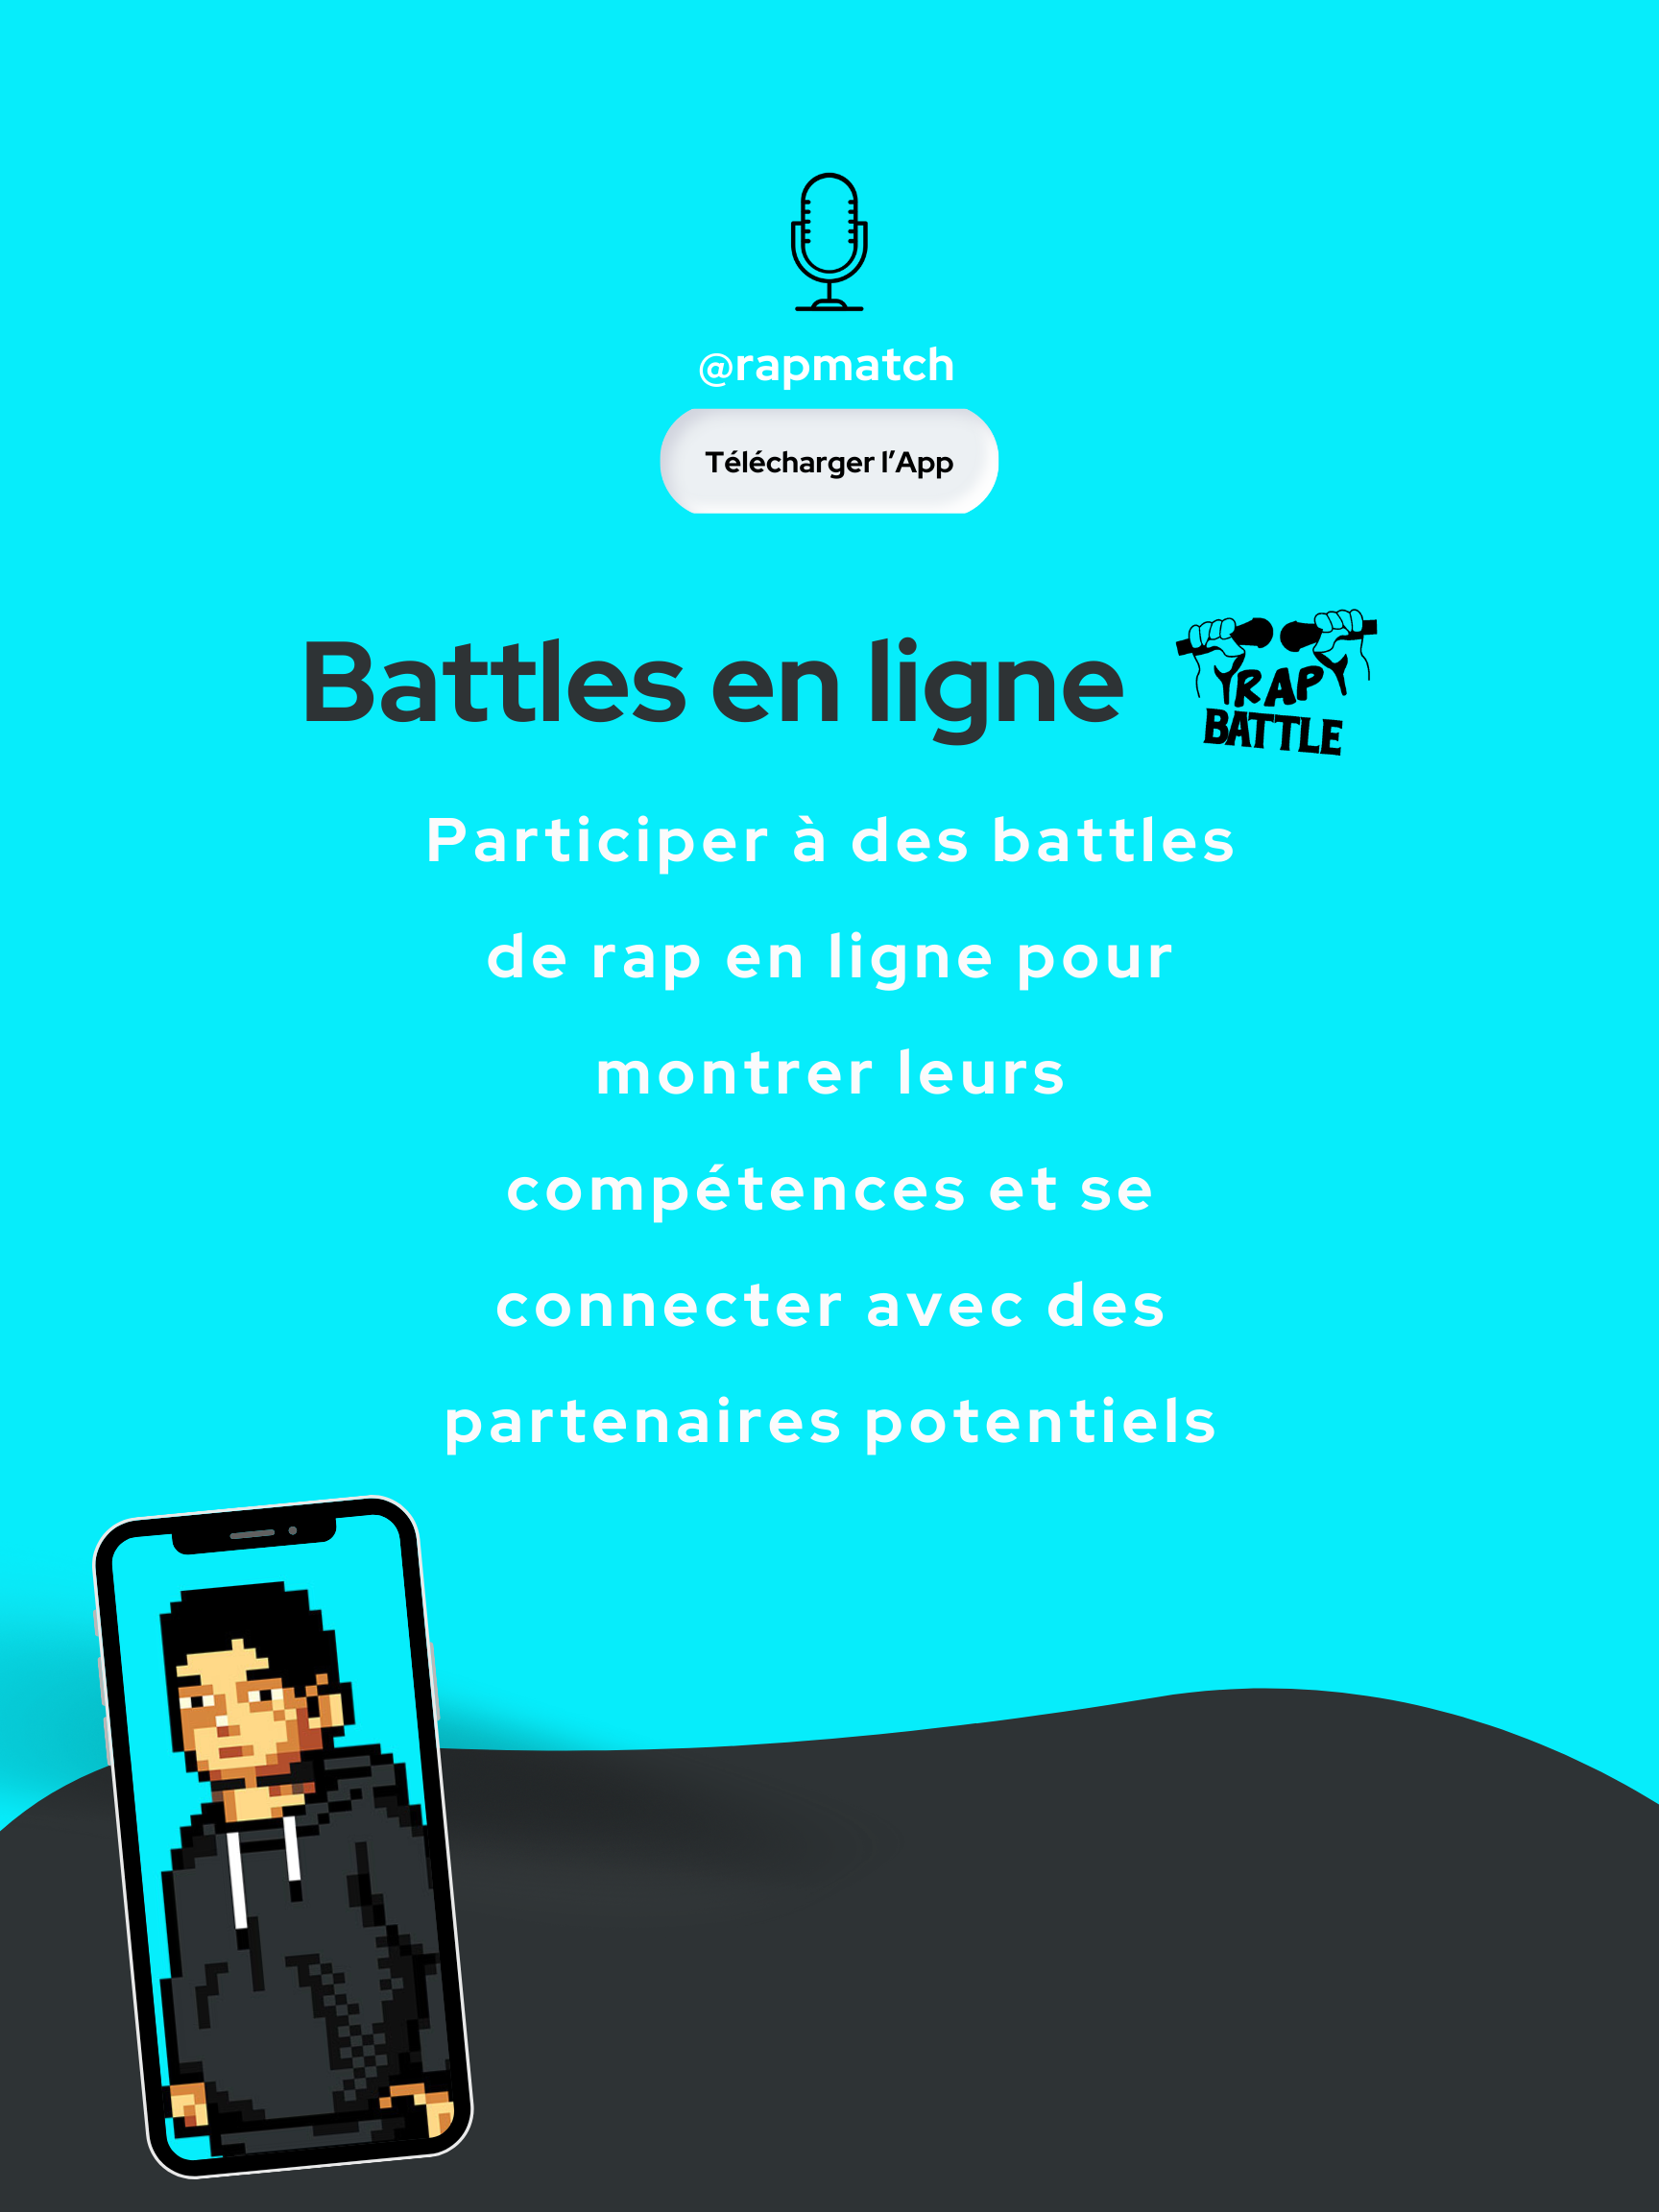 @rapmatch
Télécharger l’App
Battles en ligne
RAP
BATTLE
Participer à des battles
de rap en ligne pour
montrer leurs
compétences et se
connecter avec des
partenaires potentiels